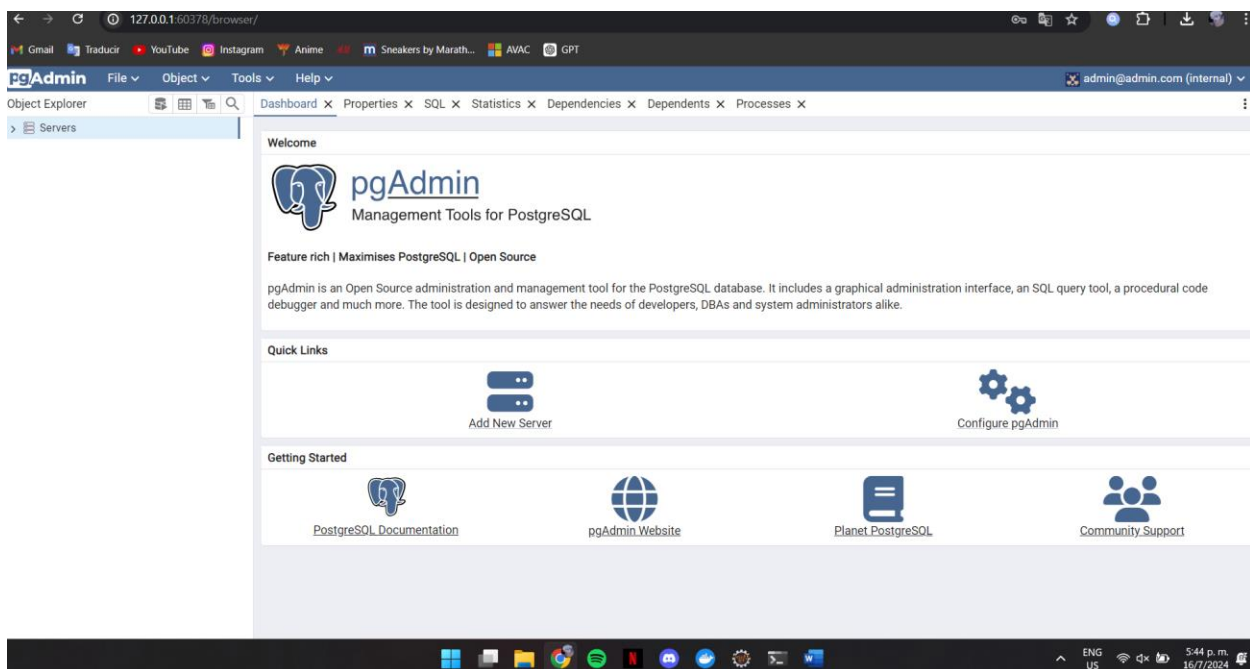 127.0.0.1:60378/browser/
Gmail Traducir YouTube Instagram Anime Sneakers by Marath... AVAC GPT
pgAdmin File Object Tools Help admin@admin.com (internal)
Object Explorer Dashboard Properties SQL Statistics Dependencies Dependents Processes
Servers
Welcome
pgAdmin
Management Tools for PostgreSQL
Feature rich | Maximises PostgreSQL | Open Source
pgAdmin is an Open Source administration and management tool for the PostgreSQL database. It includes a graphical administration interface, an SQL query tool, a procedural code
debugger and much more. The tool is designed to answer the needs of developers, DBAs and system administrators alike.
Quick Links
Add New Server Configure pgAdmin
Getting Started
PostgreSQL Documentation pgAdmin Website Planet PostgreSQL Community Support
ENG 5:44 p. m.
US 16/7/2024